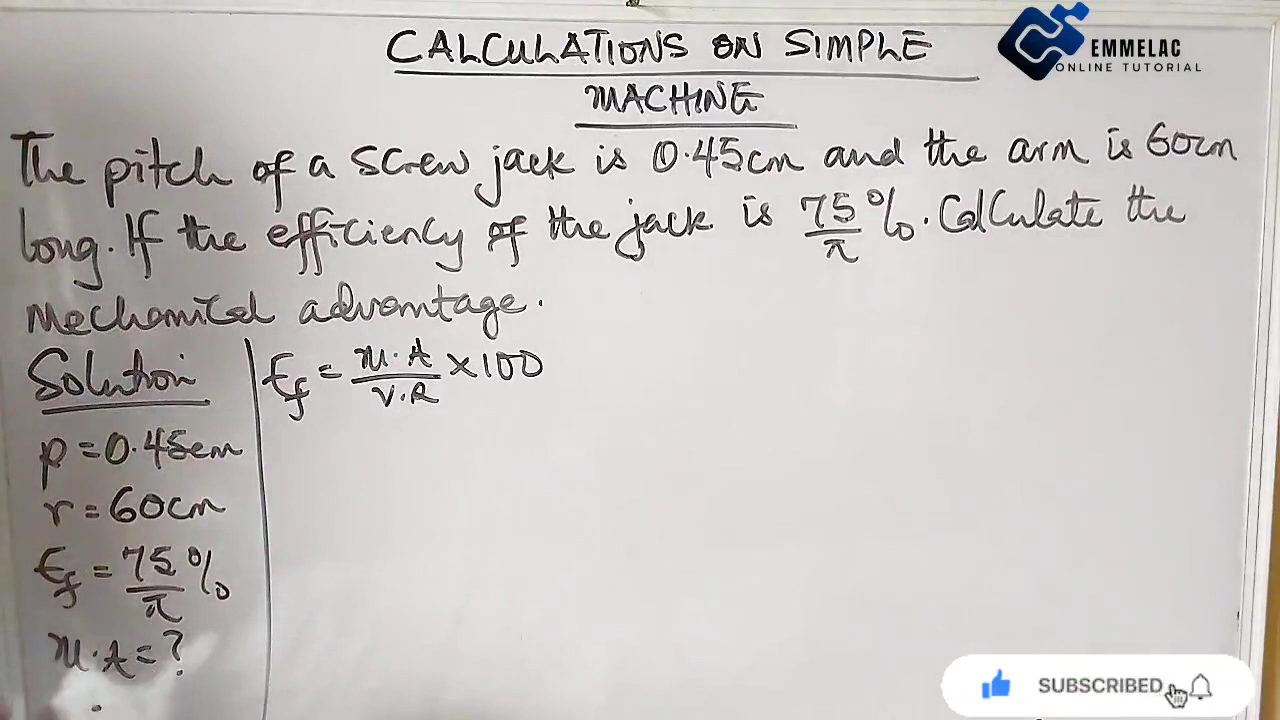 CALCULATIONS ON SIMPLE
MACHINE
EMMELAC
ONLINE TUTORIAL
The pitch of a screw jack is 0.45cm and the arm is 60cm
long. If the efficiency of the jack is 75/π %. Calculate the
Mechanical advantage.
Solution
p = 0.45cm
r = 60cm
Ef = 75/π %
M.A = ?
Ef = M.A/V.R × 100
SUBSCRIBED